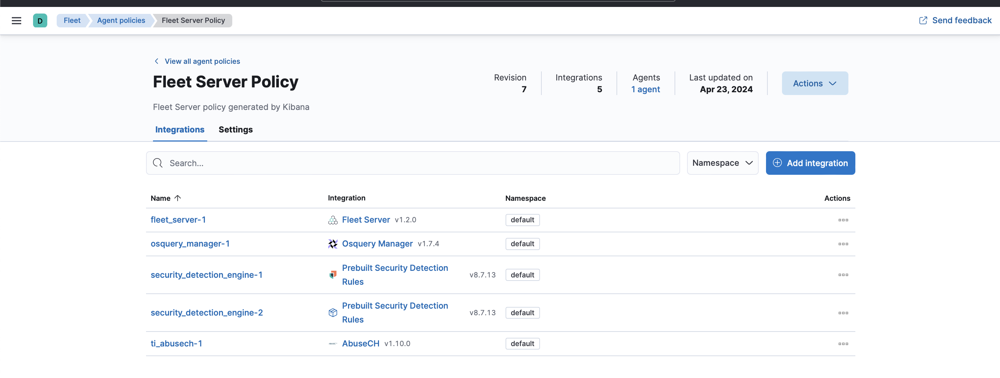 D Fleet Agent policies Fleet Server Policy Send feedback
View all agent policies
Fleet Server Policy
Revision Integrations Agents Last updated on
7 5 1 agent Apr 23, 2024
Actions
Fleet Server policy generated by Kibana
Integrations Settings
Search... Namespace Add integration
Name Integration Namespace Actions
fleet_server-1 Fleet Server v1.2.0 default
osquery_manager-1 Osquery Manager v1.7.4 default
security_detection_engine-1 Prebuilt Security Detection
Rules v8.7.13 default
security_detection_engine-2 Prebuilt Security Detection
Rules v8.7.13 default
ti_abusech-1 ABUSE AbuseCH v1.10.0 default